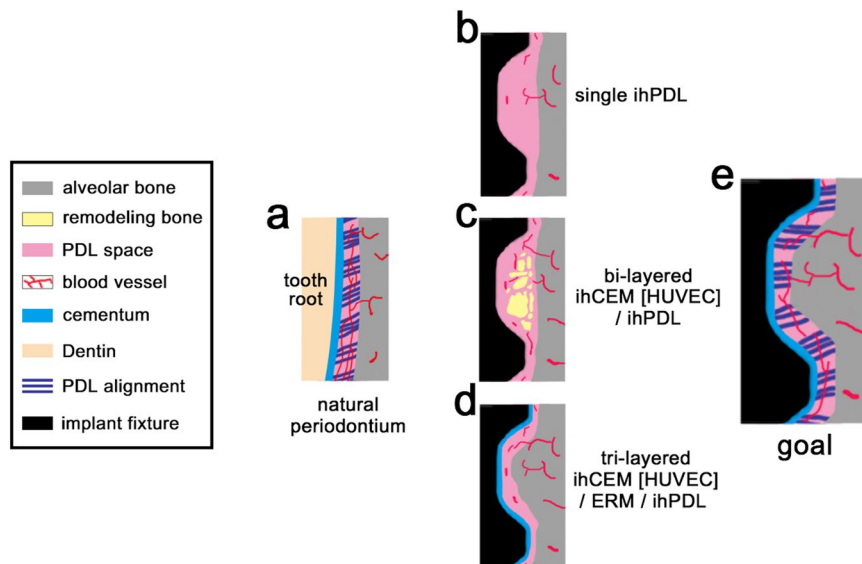 b
single ihPDL
alveolar bone
remodeling bone
PDL space
blood vessel
cementum
Dentin
PDL alignment
implant fixture
a
tooth
root
natural
periodontium
c
bi-layered
ihCEM [HUVEC]
/ ihPDL
d
tri-layered
ihCEM [HUVEC]
/ ERM / ihPDL
e
goal